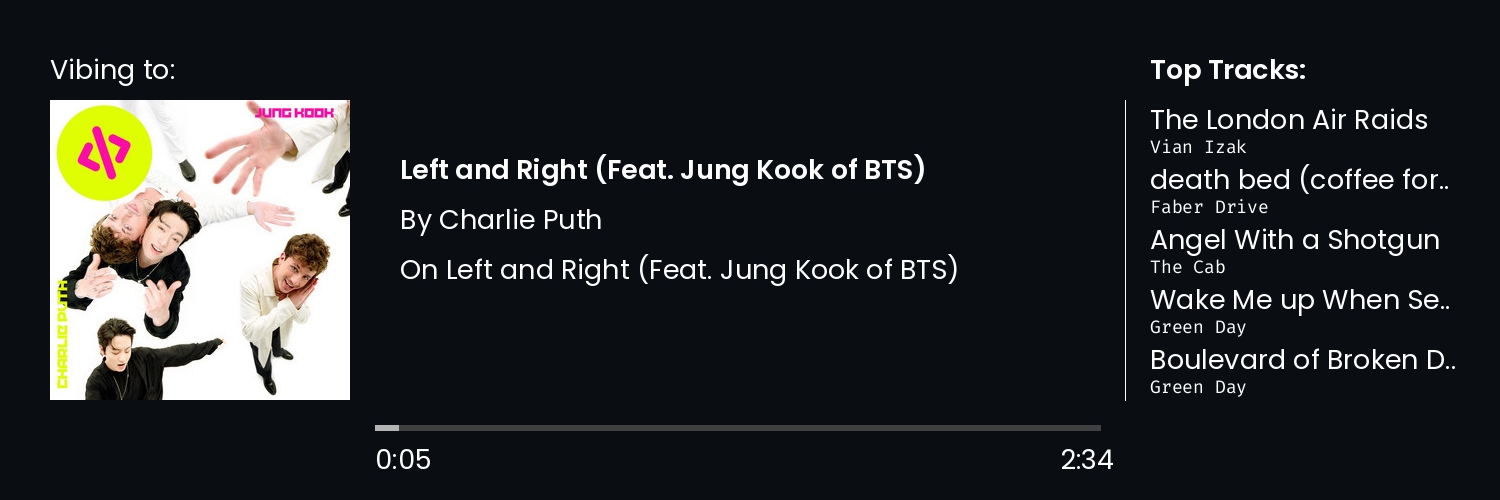 Vibing to:
JUNG KOOK
CHARLIE PUTH
Left and Right (Feat. Jung Kook of BTS)
By Charlie Puth
On Left and Right (Feat. Jung Kook of BTS)
0:05
2:34
Top Tracks:
The London Air Raids
Vian Izak
death bed (coffee for..
Faber Drive
Angel With a Shotgun
The Cab
Wake Me up When Se..
Green Day
Boulevard of Broken D..
Green Day